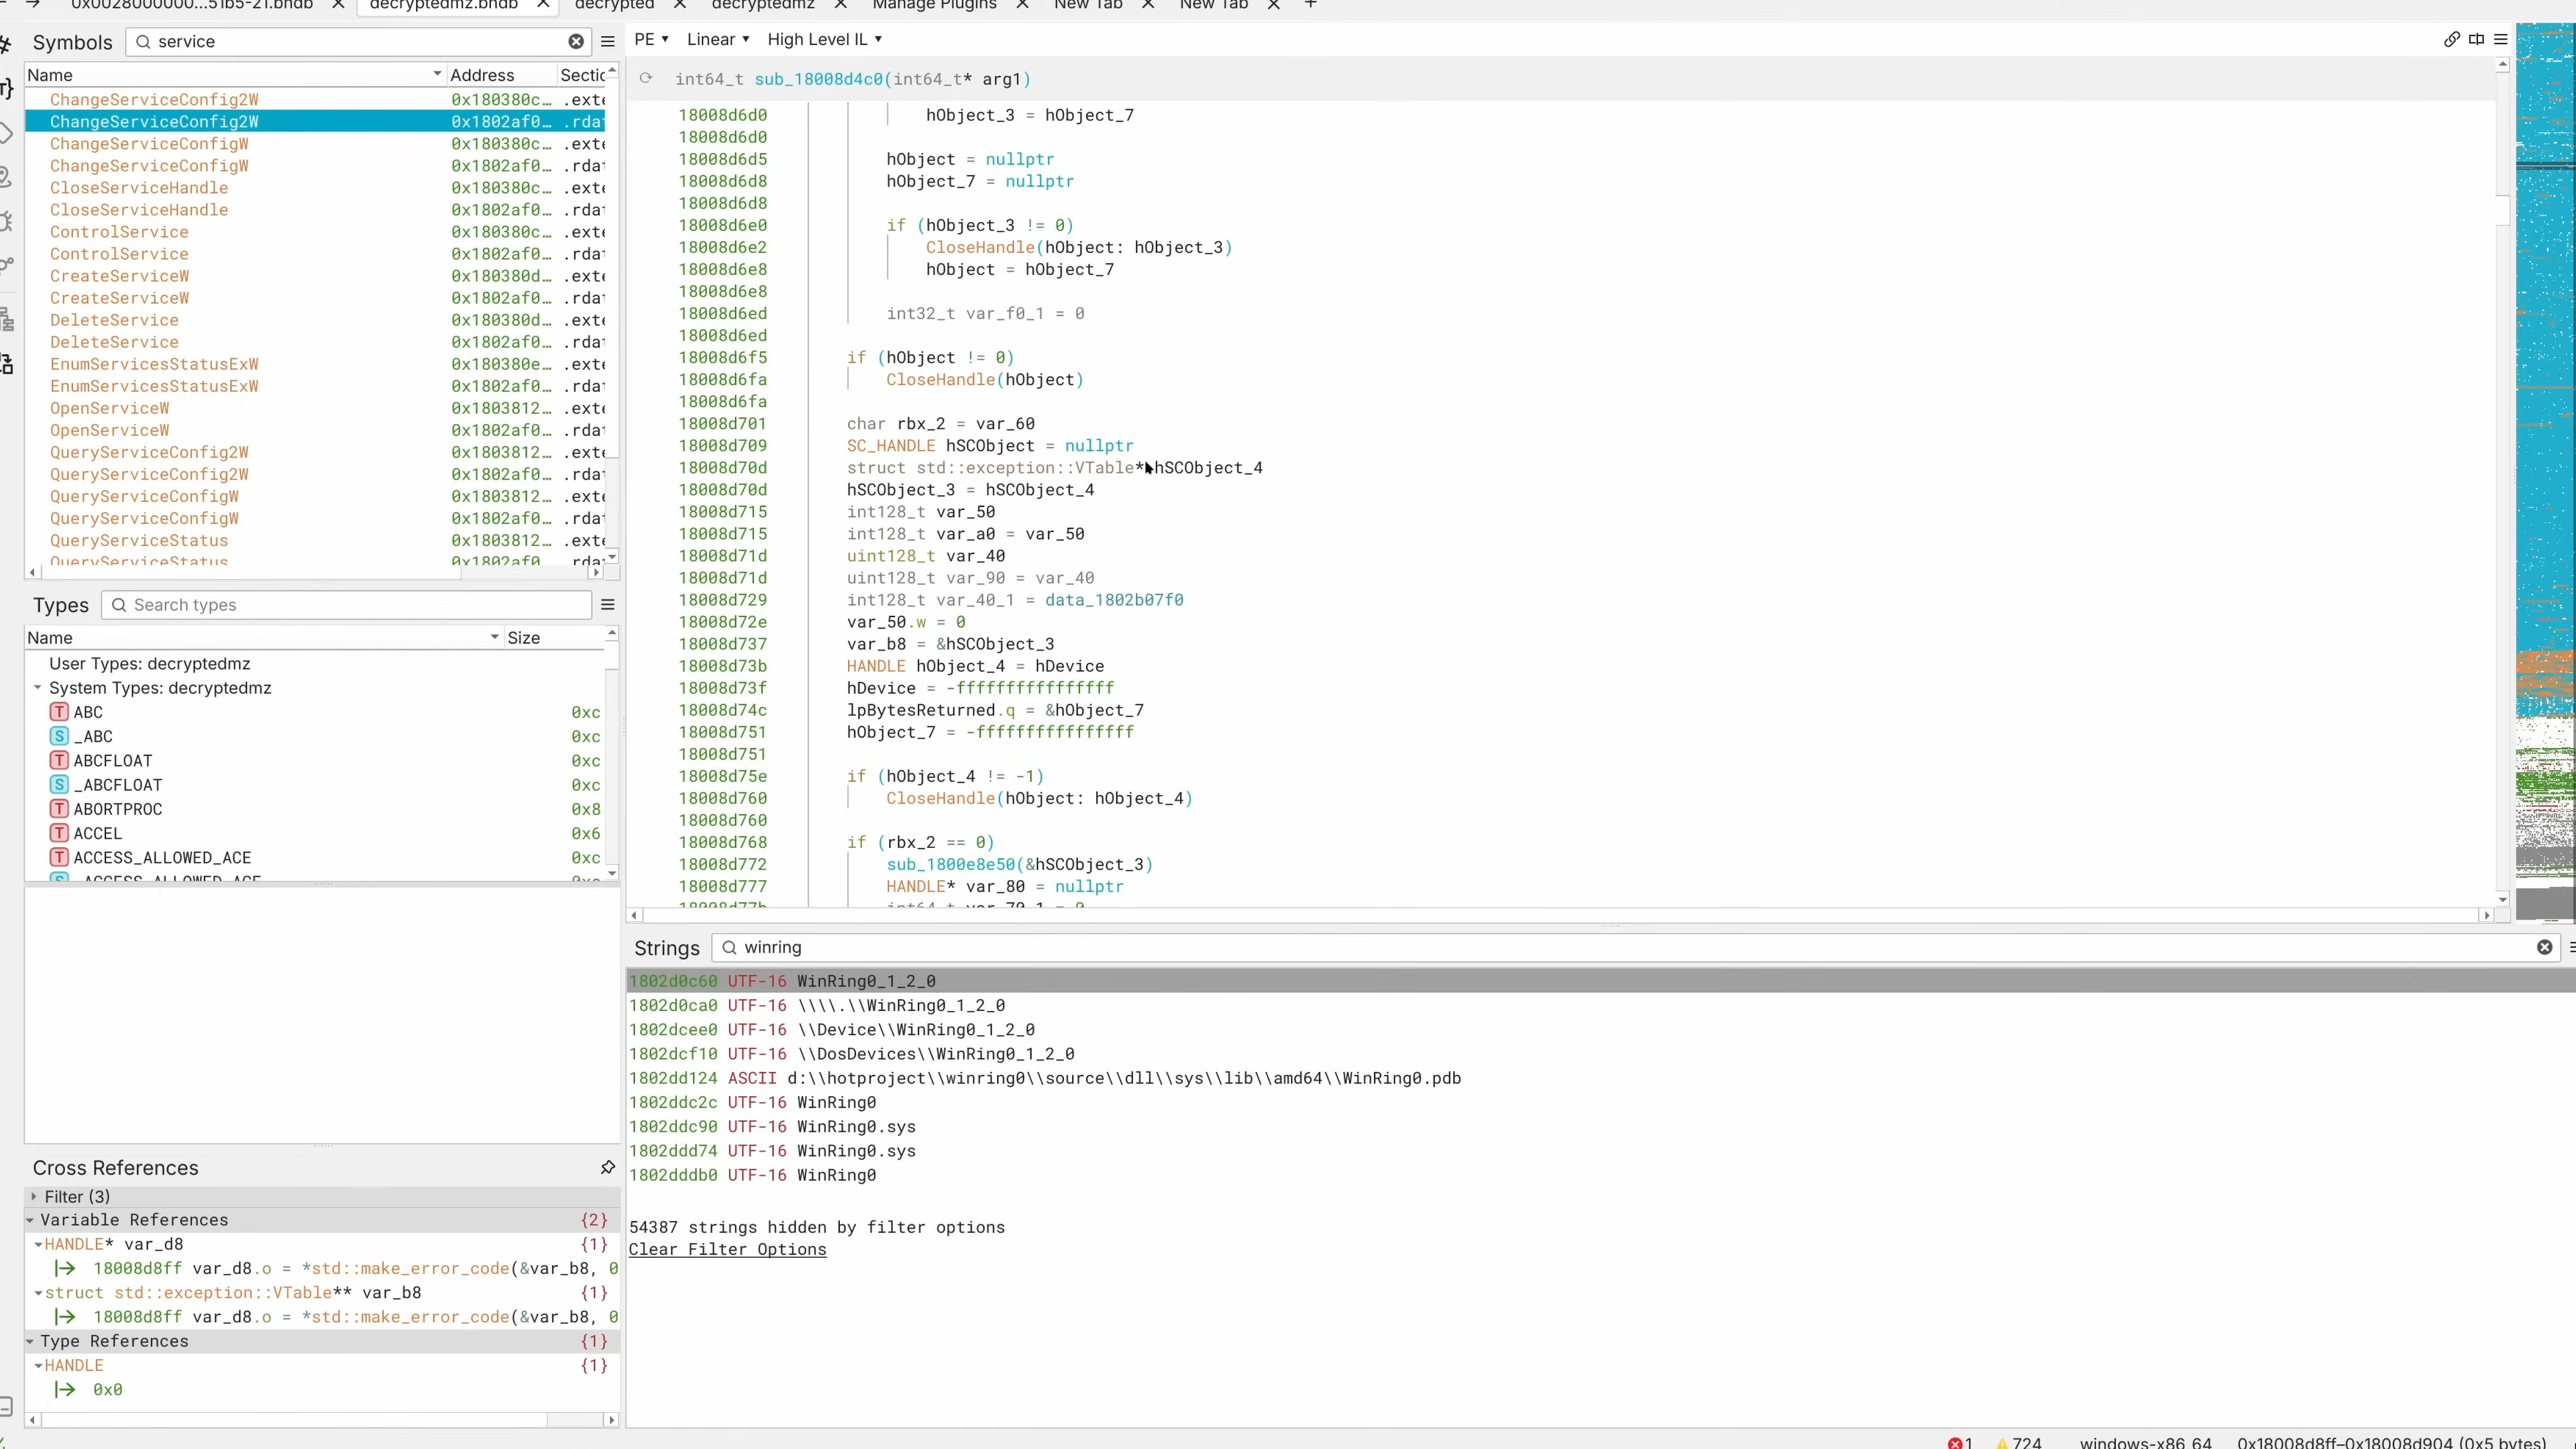 0x0028000000...51b5-21.bndb
decryptedmz.bndb
decrypted
decryptedmz
Manage Plugins
New Tab
New Tab
Symbols
service
Name Address Sectic
ChangeServiceConfig2W 0x180380c… .exte
ChangeServiceConfig2W 0x1802af0… .rdat
ChangeServiceConfigW 0x180380c… .exte
ChangeServiceConfigW 0x1802af0… .rdat
CloseServiceHandle 0x180380c… .exte
CloseServiceHandle 0x1802af0… .rdat
ControlService 0x180380c… .exte
ControlService 0x1802af0… .rdat
CreateServiceW 0x180380d… .exte
CreateServiceW 0x1802af0… .rdat
DeleteService 0x180380d… .exte
DeleteService 0x1802af0… .rdat
EnumServicesStatusExW 0x180380e… .exte
EnumServicesStatusExW 0x1802af0… .rdat
OpenServiceW 0x1803812… .exte
OpenServiceW 0x1802af0… .rdat
QueryServiceConfig2W 0x1803812… .exte
QueryServiceConfig2W 0x1802af0… .rdat
QueryServiceConfigW 0x1803812… .exte
QueryServiceConfigW 0x1802af0… .rdat
QueryServiceStatus 0x1803812… .exte
QueryServiceStatus 0x1802af0 rdat
Types
Search types
Name Size
User Types: decryptedmz
System Types: decryptedmz
T ABC 0xc
S _ABC 0xc
T ABCFLOAT 0xc
S _ABCFLOAT 0xc
T ABORTPROC 0x8
T ACCEL 0x6
T ACCESS_ALLOWED_ACE 0xc
S _ACCESS_ALLOWED_ACE 0xc
Cross References
Filter (3)
Variable References {2}
HANDLE* var_d8 {1}
18008d8ff var_d8.o = *std::make_error_code(&var_b8, 0
struct std::exception::VTable** var_b8 {1}
18008d8ff var_d8.o = *std::make_error_code(&var_b8, 0
Type References {1}
HANDLE {1}
0x0
PE Linear High Level IL
int64_t sub_18008d4c0(int64_t* arg1)
18008d6d0 hObject_3 = hObject_7
18008d6d0
18008d6d5 hObject = nullptr
18008d6d8 hObject_7 = nullptr
18008d6d8
18008d6e0 if (hObject_3 != 0)
18008d6e2 CloseHandle(hObject: hObject_3)
18008d6e8 hObject = hObject_7
18008d6e8
18008d6ed int32_t var_f0_1 = 0
18008d6ed
18008d6f5 if (hObject != 0)
18008d6fa CloseHandle(hObject)
18008d6fa
18008d701 char rbx_2 = var_60
18008d709 SC_HANDLE hSCObject = nullptr
18008d70d struct std::exception::VTable* hSCObject_4
18008d70d hSCObject_3 = hSCObject_4
18008d715 int128_t var_50
18008d715 int128_t var_a0 = var_50
18008d71d uint128_t var_40
18008d71d uint128_t var_90 = var_40
18008d729 int128_t var_40_1 = data_1802b07f0
18008d72e var_50.w = 0
18008d737 var_b8 = &hSCObject_3
18008d73b HANDLE hObject_4 = hDevice
18008d73f hDevice = -ffffffffffffffff
18008d74c lpBytesReturned.q = &hObject_7
18008d751 hObject_7 = -ffffffffffffffff
18008d751
18008d75e if (hObject_4 != -1)
18008d760 CloseHandle(hObject: hObject_4)
18008d760
18008d768 if (rbx_2 == 0)
18008d772 sub_1800e8e50(&hSCObject_3)
18008d777 HANDLE* var_80 = nullptr
18008d77b int64_t var_70_1 = 0
Strings
winring
1802d0c60 UTF-16 WinRing0_1_2_0
1802d0ca0 UTF-16 \\\\.\\WinRing0_1_2_0
1802dcee0 UTF-16 \\Device\\WinRing0_1_2_0
1802dcf10 UTF-16 \\DosDevices\\WinRing0_1_2_0
1802dd124 ASCII d:\\hotproject\\winring0\\source\\dll\\sys\\lib\\amd64\\WinRing0.pdb
1802ddc2c UTF-16 WinRing0
1802ddc90 UTF-16 WinRing0.sys
1802ddd74 UTF-16 WinRing0.sys
1802dddb0 UTF-16 WinRing0
54387 strings hidden by filter options
Clear Filter Options
1 724 windows-x86_64 0x18008d8ff–0x18008d904 (0x5 bytes)